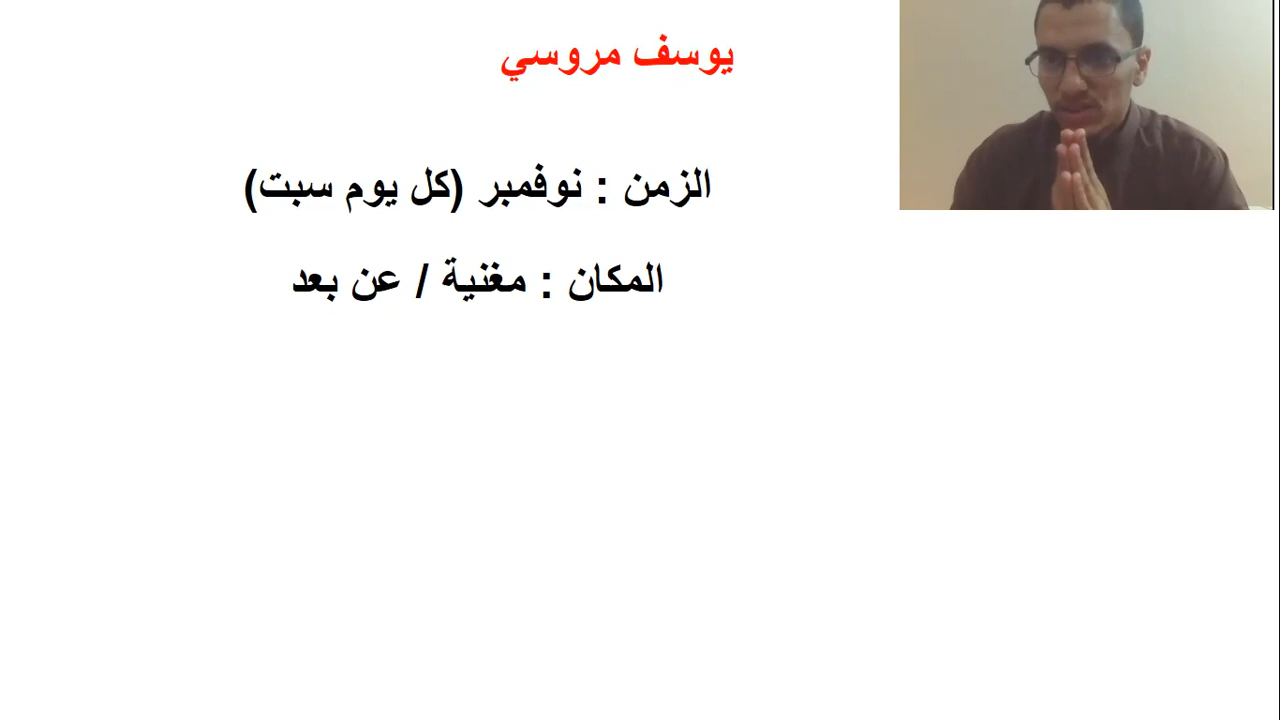 يوسف مروسي
الزمن : نوفمبر (كل يوم سبت)
المكان : مغنية / عن بعد